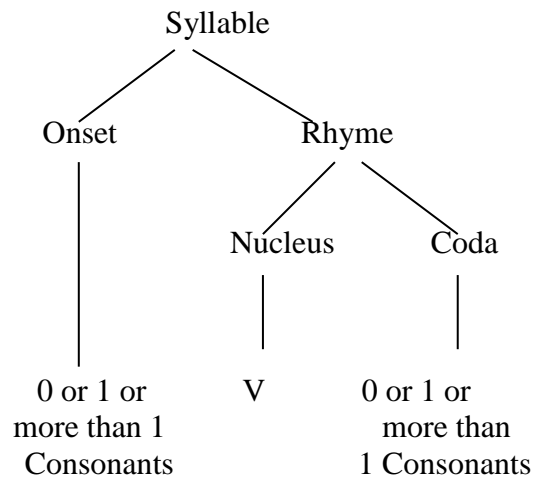 Syllable
Onset Rhyme
Nucleus Coda
0 or 1 or
more than 1
Consonants
V
0 or 1 or
more than
1 Consonants